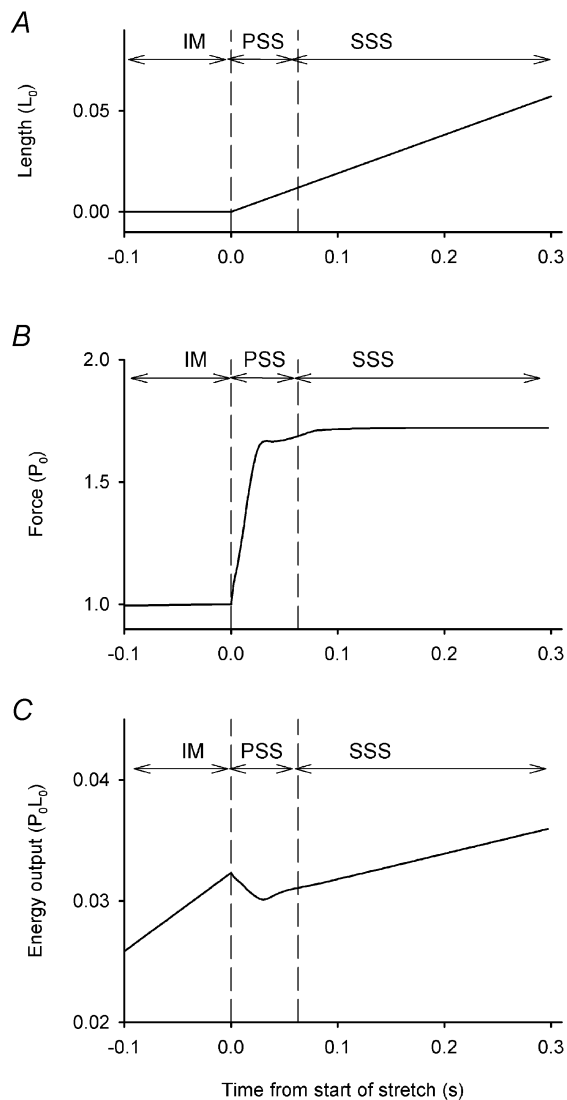 A
IM PSS SSS
0.05
0.00
Length (L0)
-0.1 0.0 0.1 0.2 0.3
B
IM PSS SSS
2.0
1.5
1.0
Force (P0)
-0.1 0.0 0.1 0.2 0.3
C
IM PSS SSS
0.04
0.03
0.02
Energy output (P0L0)
-0.1 0.0 0.1 0.2 0.3
Time from start of stretch (s)